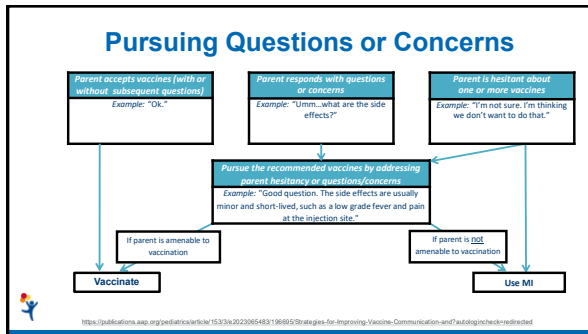 Pursuing Questions or Concerns
Parent accepts vaccines (with or
without subsequent questions)
Example: “Ok.”
Parent responds with questions
or concerns
Example: “Umm…what are the side
effects?”
Parent is hesitant about
one or more vaccines
Example: “I’m not sure. I’m thinking
we don’t want to do that.”
Pursue the recommended vaccines by addressing
parent hesitancy or questions/concerns
Example: “Good question. The side effects are usually
minor and short-lived, such as a low grade fever and pain
at the injection site.”
If parent is amenable to
vaccination
If parent is not
amenable to vaccination
Vaccinate
Use MI
https://publications.aap.org/pediatrics/article/153/3/e2023065483/196695/Strategies-for-Improving-Vaccine-Communication-and?autologincheck=redirected